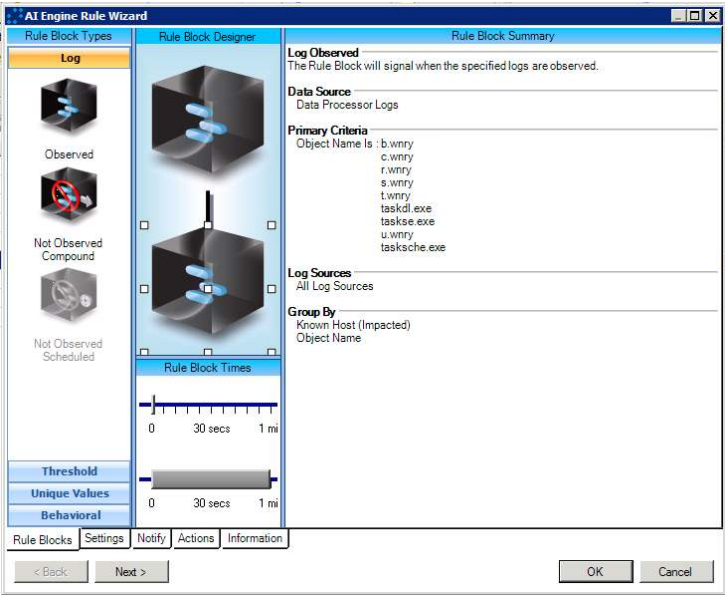 AI Engine Rule Wizard
Rule Block Types
Log
Observed
Not Observed
Compound
Not Observed
Scheduled
Threshold
Unique Values
Behavioral
Rule Block Designer
Rule Block Times
0 30 secs 1 mi
0 30 secs 1 mi
Rule Block Summary
Log Observed
The Rule Block will signal when the specified logs are observed.
Data Source
Data Processor Logs
Primary Criteria
Object Name Is : b.wnry
c.wnry
r.wnry
s.wnry
t.wnry
taskdl.exe
taskse.exe
u.wnry
tasksche.exe
Log Sources
All Log Sources
Group By
Known Host (Impacted)
Object Name
Rule Blocks Settings Notify Actions Information
< Back Next > OK Cancel